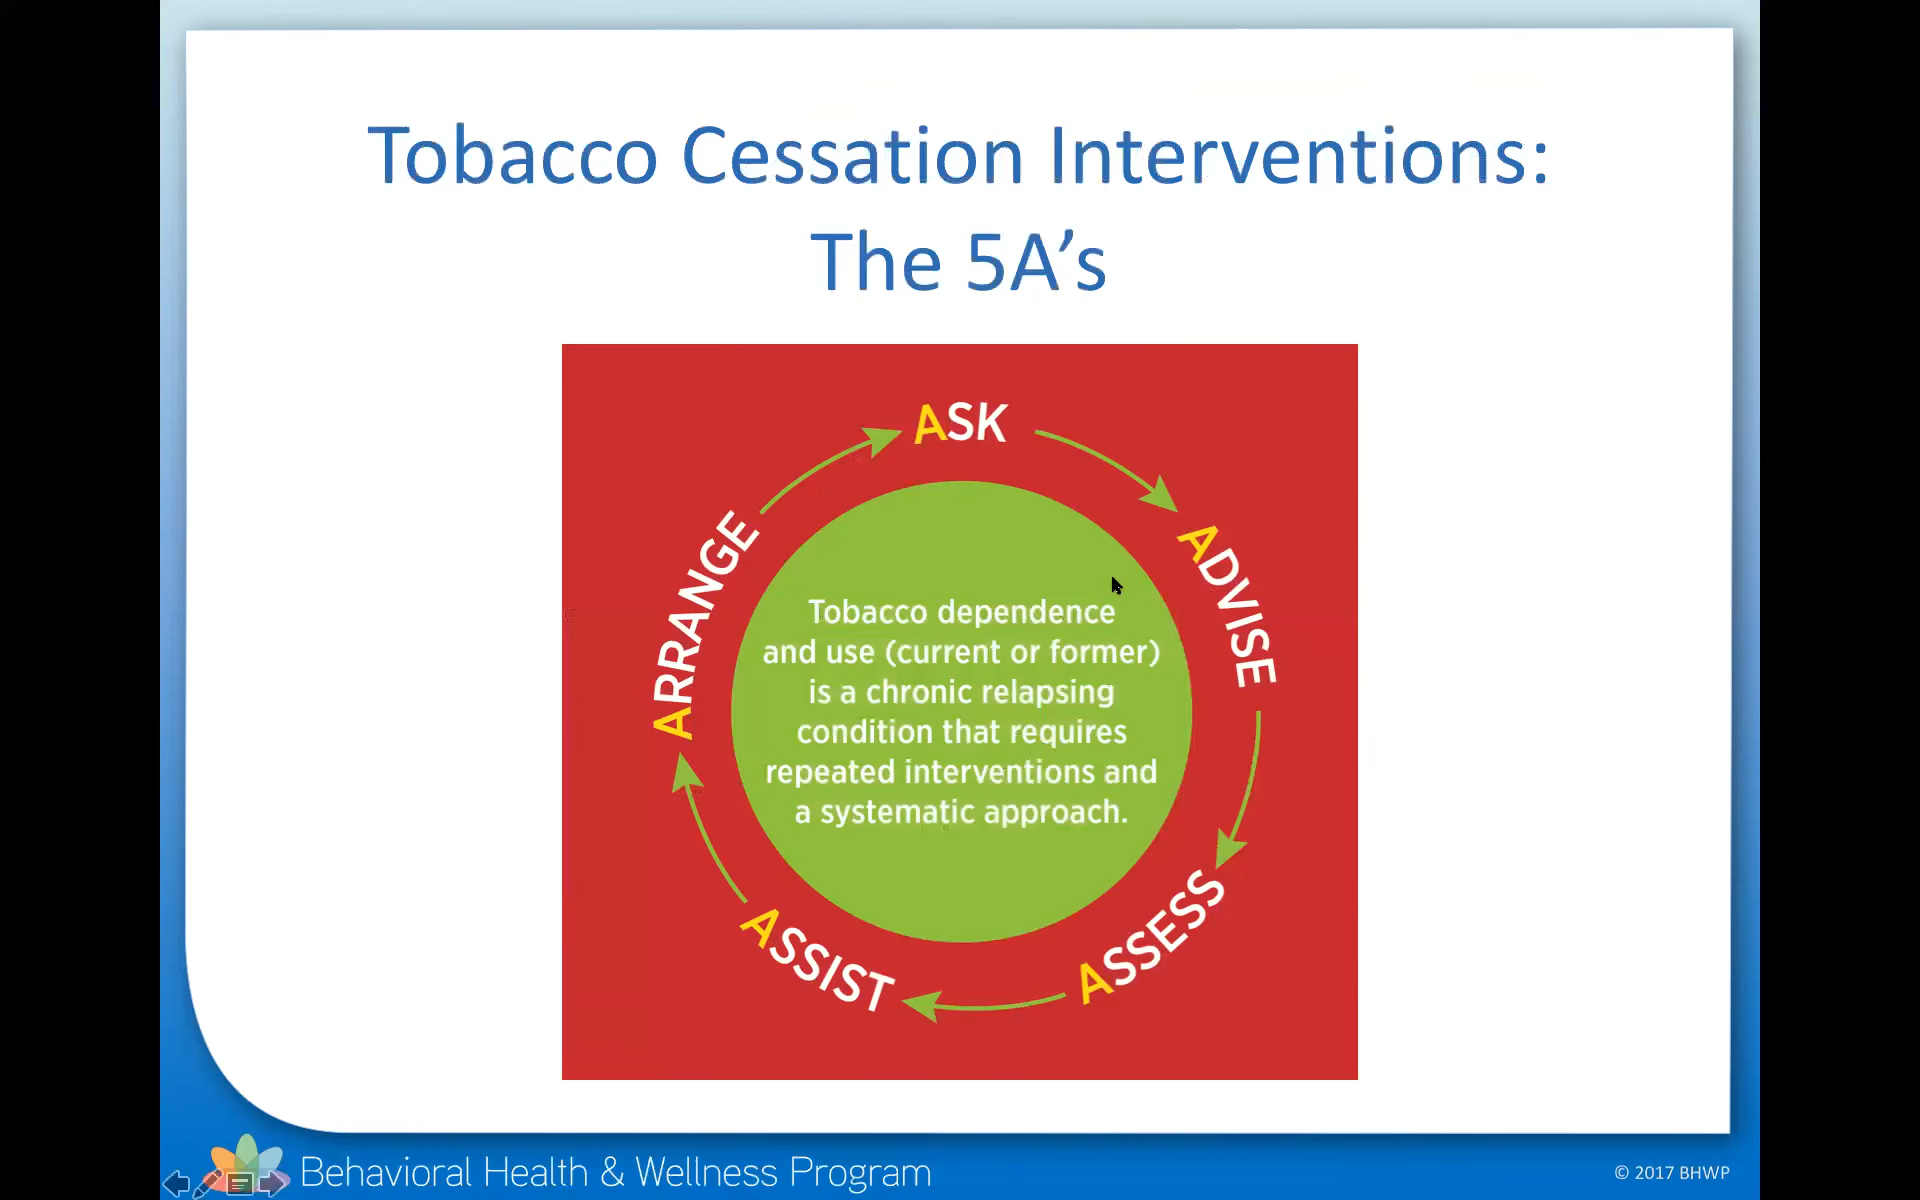 Tobacco Cessation Interventions:
The 5A’s
ASK
ADVISE
ASSESS
ASSIST
ARRANGE
Tobacco dependence
and use (current or former)
is a chronic relapsing
condition that requires
repeated interventions and
a systematic approach.
Behavioral Health & Wellness Program
© 2017 BHWP